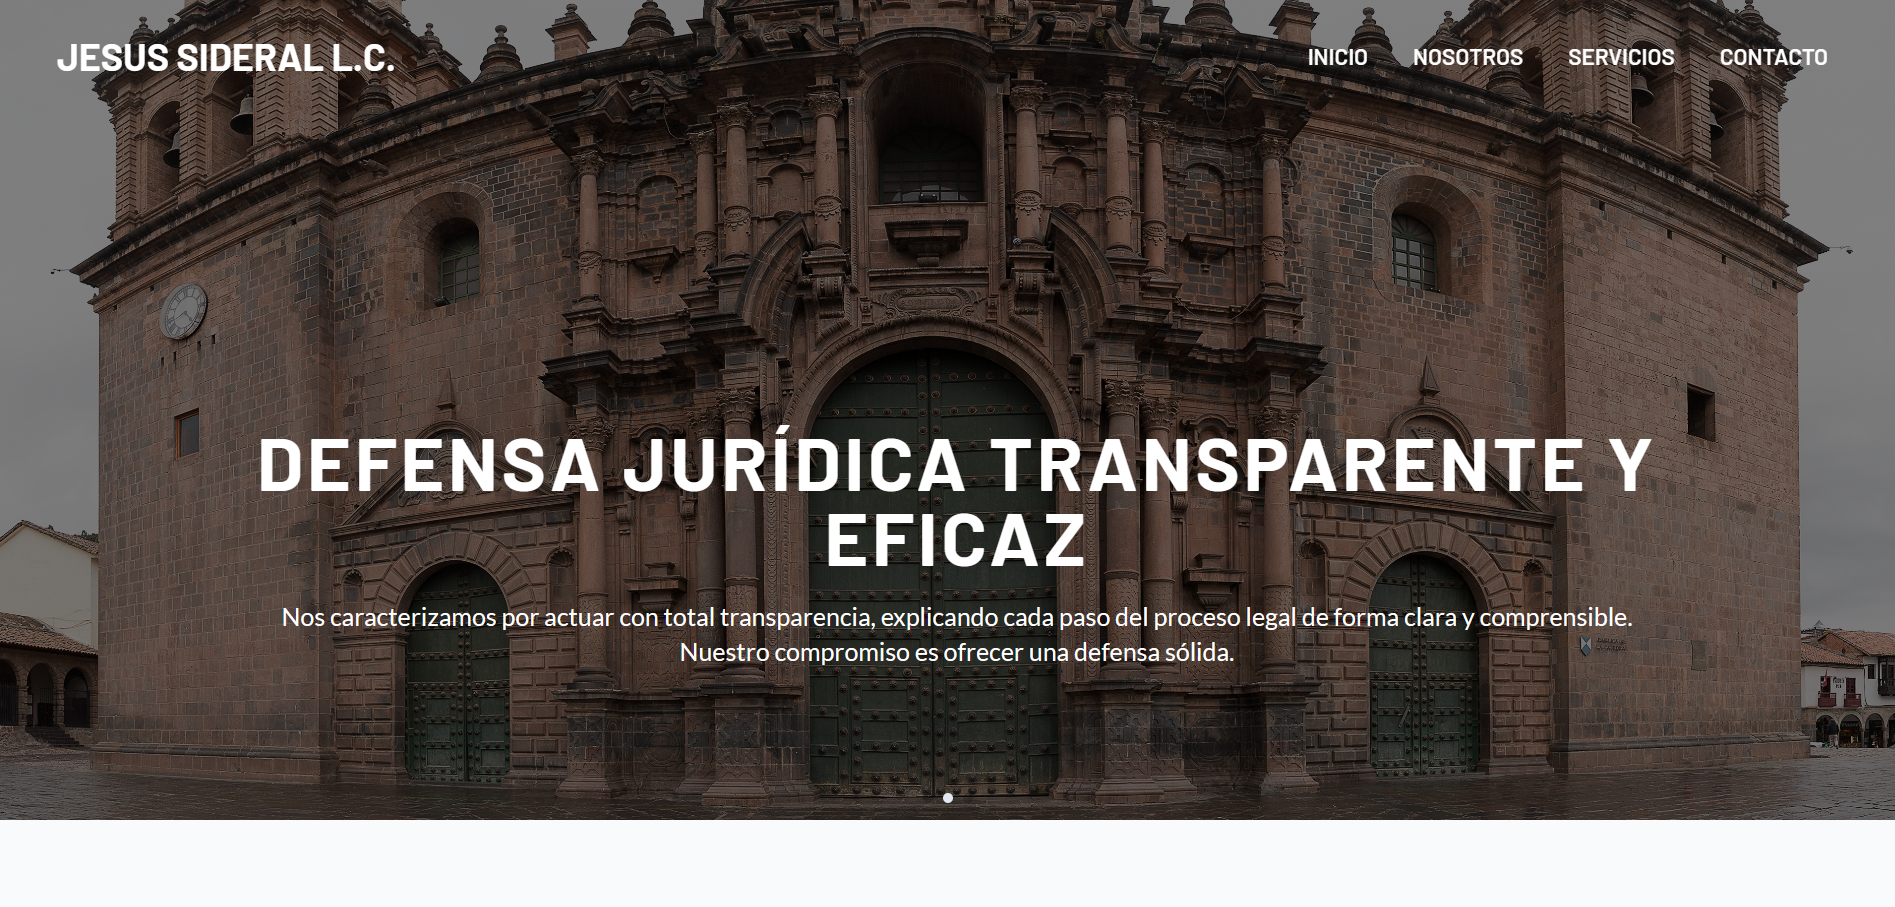 JESUS SIDERAL L.C.
INICIO NOSOTROS SERVICIOS CONTACTO
DEFENSA JURÍDICA TRANSPARENTE Y
EFICAZ
Nos caracterizamos por actuar con total transparencia, explicando cada paso del proceso legal de forma clara y comprensible.
Nuestro compromiso es ofrecer una defensa sólida.